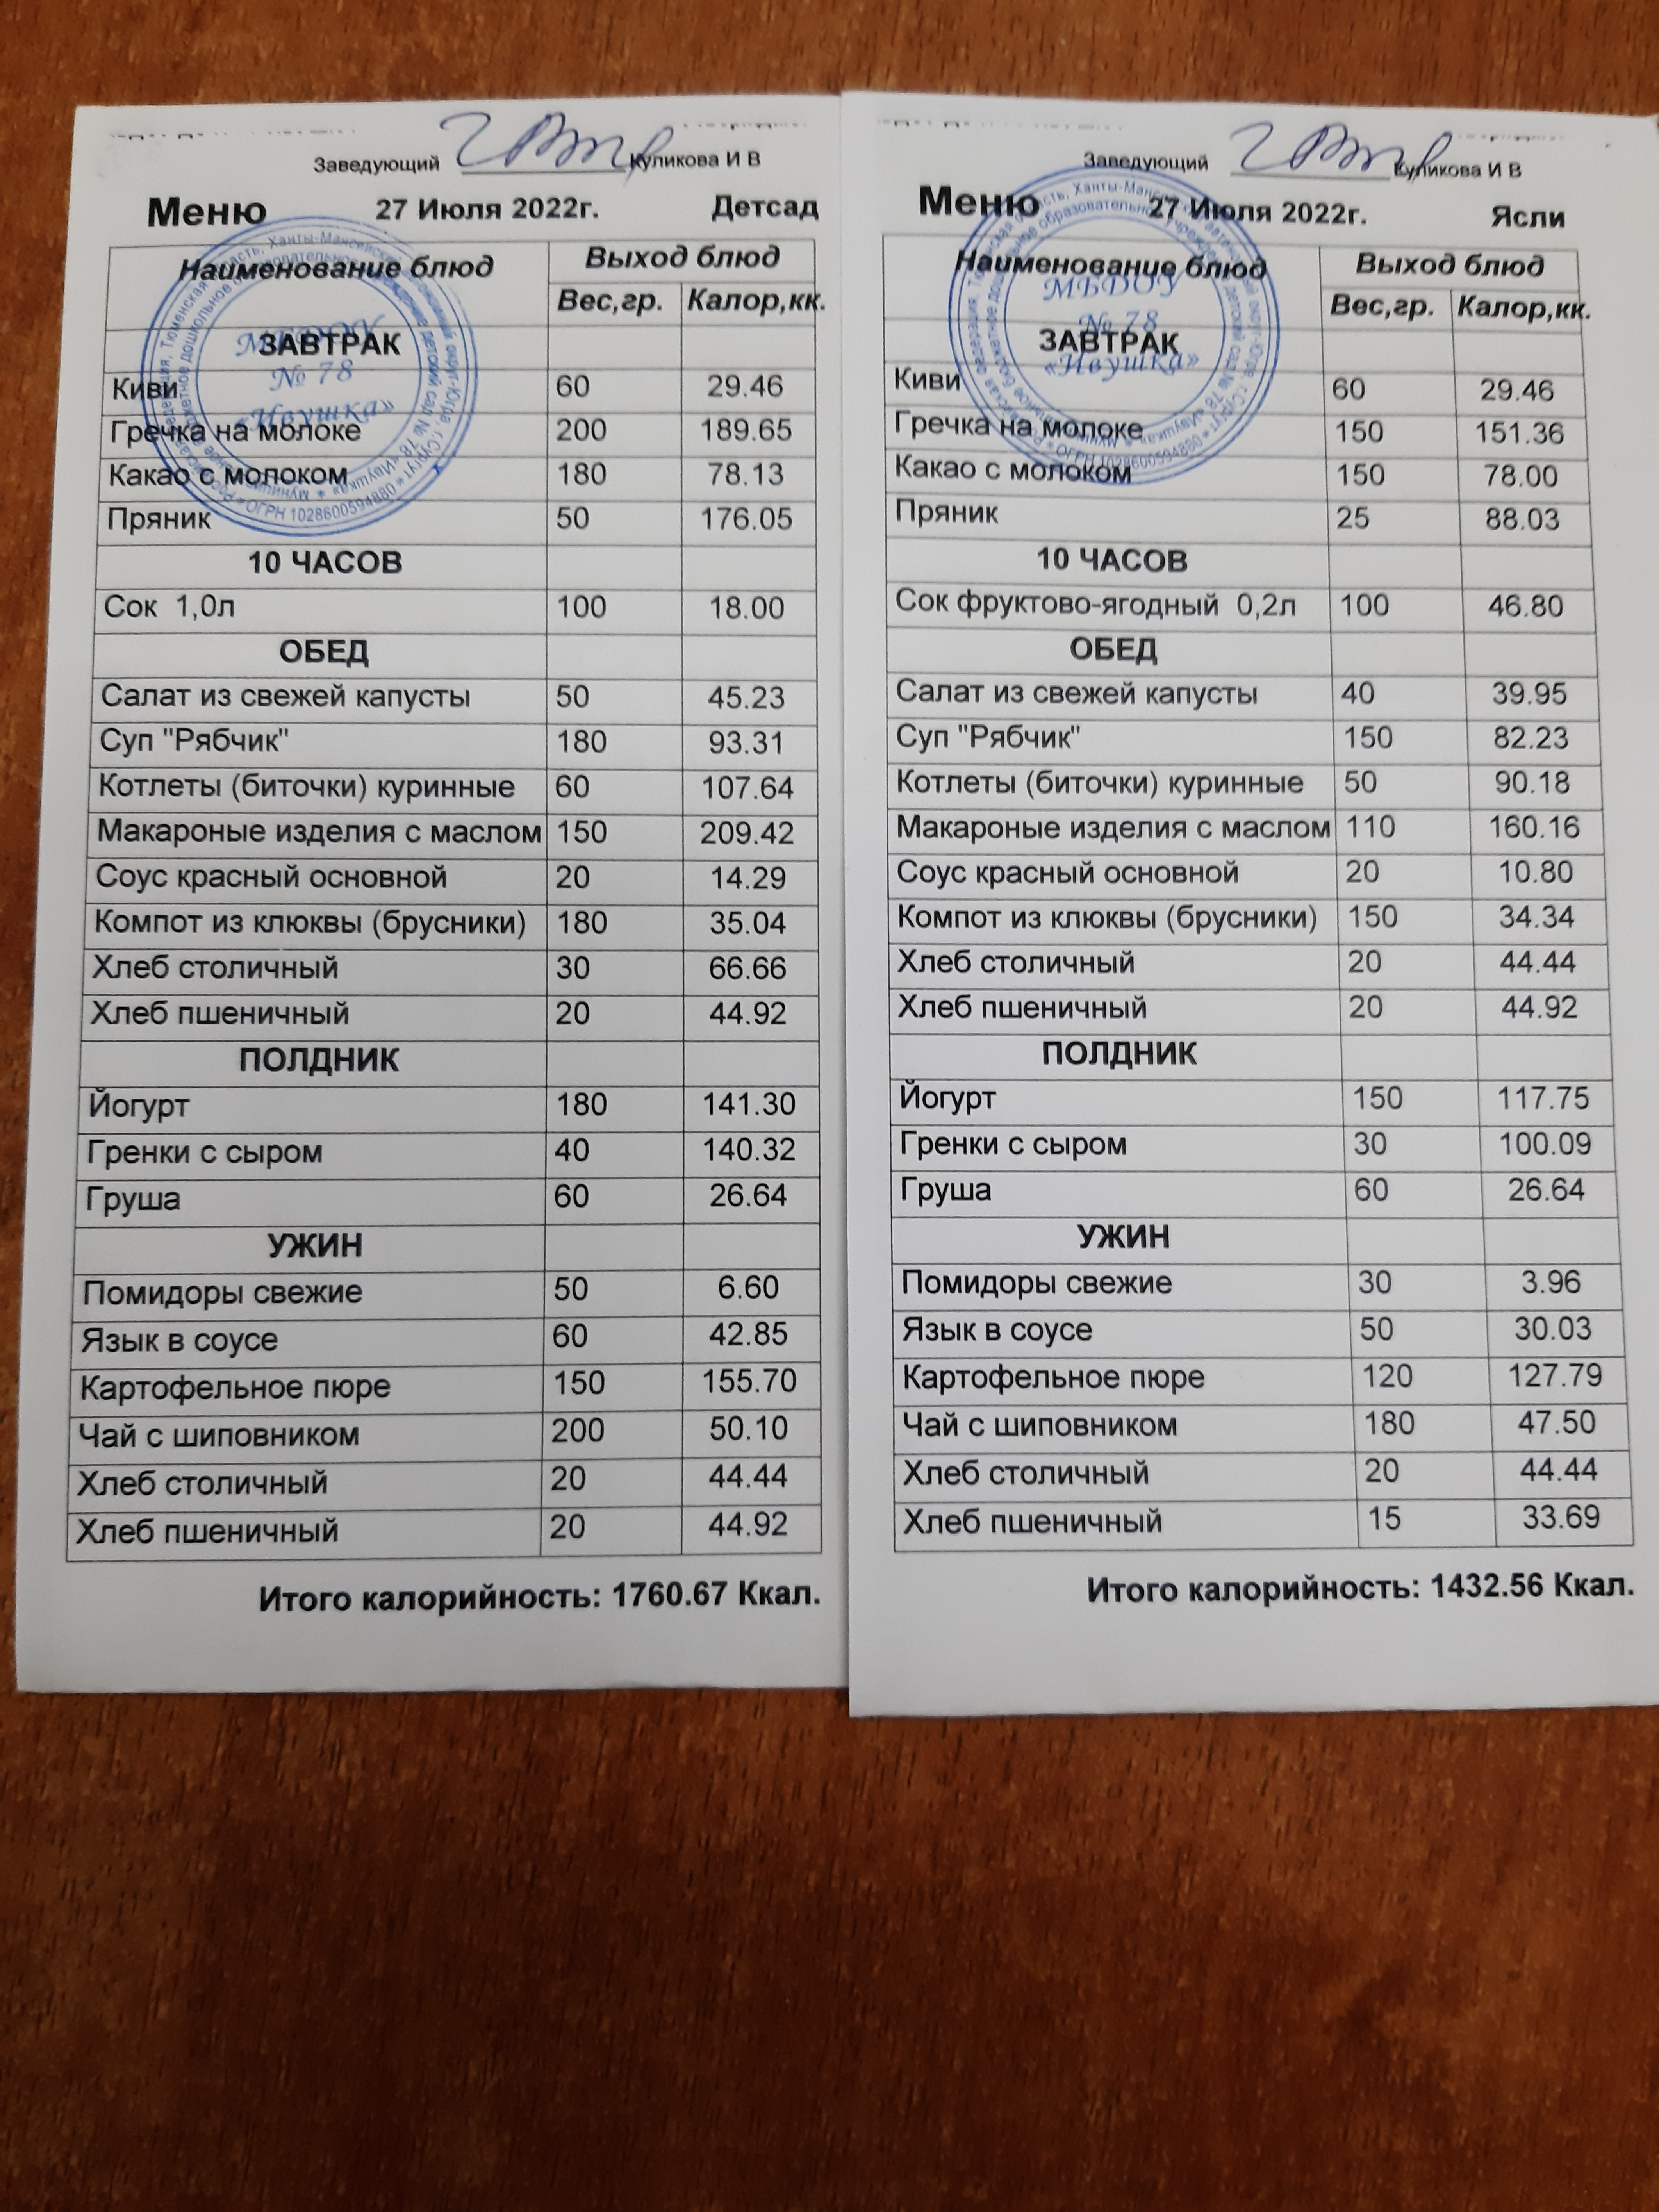 Заведующий Куликова И В
Меню 27 Июля 2022г. Детсад
Наименование блюд Выход блюд
Вес,гр. Калор,кк.
ЗАВТРАК
Киви 60 29.46
Гречка на молоке 200 189.65
Какао с молоком 180 78.13
Пряник 50 176.05
10 ЧАСОВ
Сок 1,0л 100 18.00
ОБЕД
Салат из свежей капусты 50 45.23
Суп "Рябчик" 180 93.31
Котлеты (биточки) куринные 60 107.64
Макароные изделия с маслом 150 209.42
Соус красный основной 20 14.29
Компот из клюквы (брусники) 180 35.04
Хлеб столичный 30 66.66
Хлеб пшеничный 20 44.92
ПОЛДНИК
Йогурт 180 141.30
Гренки с сыром 40 140.32
Груша 60 26.64
УЖИН
Помидоры свежие 50 6.60
Язык в соусе 60 42.85
Картофельное пюре 150 155.70
Чай с шиповником 200 50.10
Хлеб столичный 20 44.44
Хлеб пшеничный 20 44.92
Итого калорийность: 1760.67 Ккал.
МБДОУ
№ 78
«Ивушка»
ОГРН 1028600594880
Заведующий Куликова И В
Меню 27 Июля 2022г. Ясли
Наименование блюд Выход блюд
Вес,гр. Калор,кк.
ЗАВТРАК
Киви 60 29.46
Гречка на молоке 150 151.36
Какао с молоком 150 78.00
Пряник 25 88.03
10 ЧАСОВ
Сок фруктово-ягодный 0,2л 100 46.80
ОБЕД
Салат из свежей капусты 40 39.95
Суп "Рябчик" 150 82.23
Котлеты (биточки) куринные 50 90.18
Макароные изделия с маслом 110 160.16
Соус красный основной 20 10.80
Компот из клюквы (брусники) 150 34.34
Хлеб столичный 20 44.44
Хлеб пшеничный 20 44.92
ПОЛДНИК
Йогурт 150 117.75
Гренки с сыром 30 100.09
Груша 60 26.64
УЖИН
Помидоры свежие 30 3.96
Язык в соусе 50 30.03
Картофельное пюре 120 127.79
Чай с шиповником 180 47.50
Хлеб столичный 20 44.44
Хлеб пшеничный 15 33.69
Итого калорийность: 1432.56 Ккал.
МБДОУ
№ 78
«Ивушка»
ОГРН 1028600594880